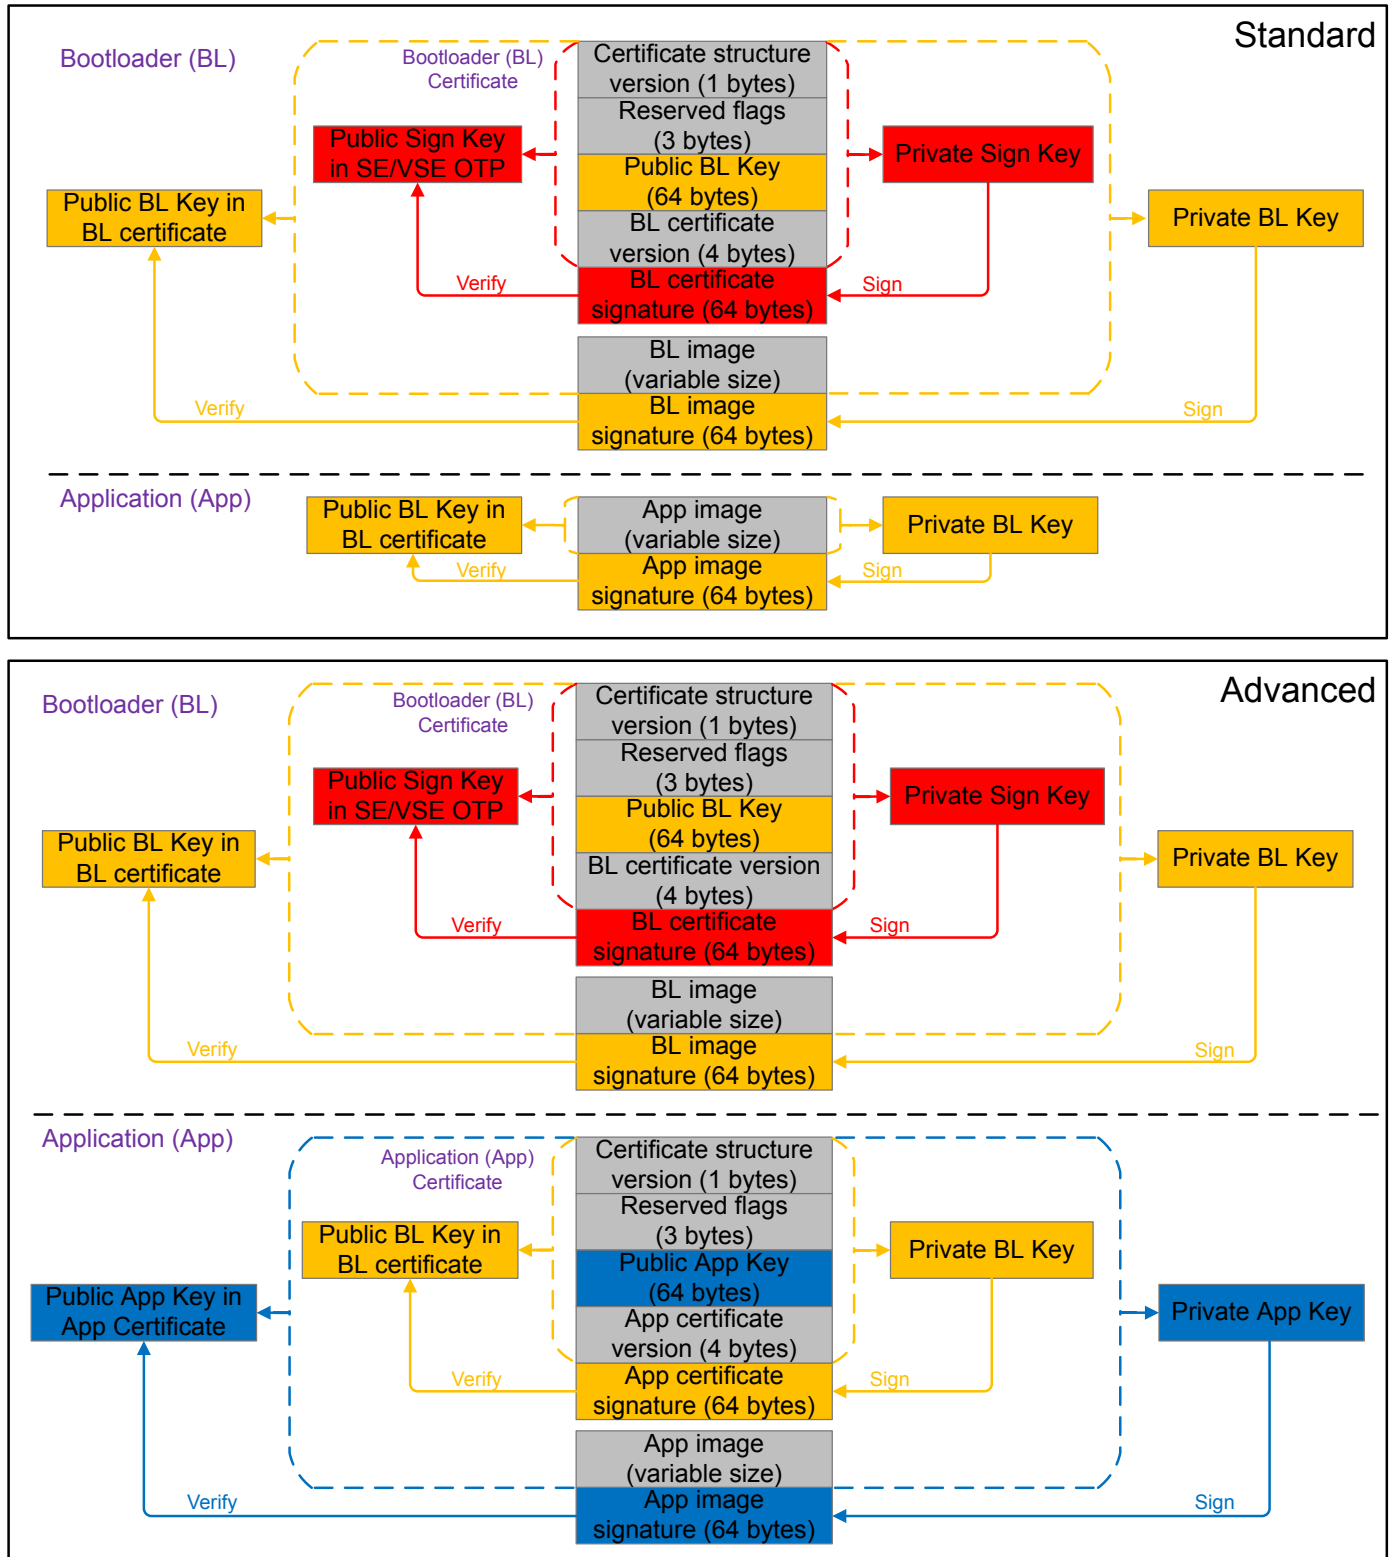 Standard
Bootloader (BL)
Bootloader (BL)
Certificate
Certificate structure
version (1 bytes)
Reserved flags
(3 bytes)
Public BL Key
(64 bytes)
BL certificate
version (4 bytes)
BL certificate
signature (64 bytes)
Public Sign Key
in SE/VSE OTP
Private Sign Key
Public BL Key in
BL certificate
Private BL Key
Verify
Sign
BL image
(variable size)
BL image
signature (64 bytes)
Verify
Sign
Application (App)
Public BL Key in
BL certificate
App image
(variable size)
App image
signature (64 bytes)
Private BL Key
Verify
Sign
Advanced
Bootloader (BL)
Bootloader (BL)
Certificate
Certificate structure
version (1 bytes)
Reserved flags
(3 bytes)
Public BL Key
(64 bytes)
BL certificate version
(4 bytes)
BL certificate
signature (64 bytes)
Public Sign Key
in SE/VSE OTP
Private Sign Key
Public BL Key in
BL certificate
Private BL Key
Verify
Sign
BL image
(variable size)
BL image
signature (64 bytes)
Verify
Sign
Application (App)
Application (App)
Certificate
Certificate structure
version (1 bytes)
Reserved flags
(3 bytes)
Public App Key
(64 bytes)
App certificate
version (4 bytes)
App certificate
signature (64 bytes)
Public BL Key in
BL certificate
Private BL Key
Public App Key in
App Certificate
Private App Key
Verify
Sign
App image
(variable size)
App image
signature (64 bytes)
Verify
Sign